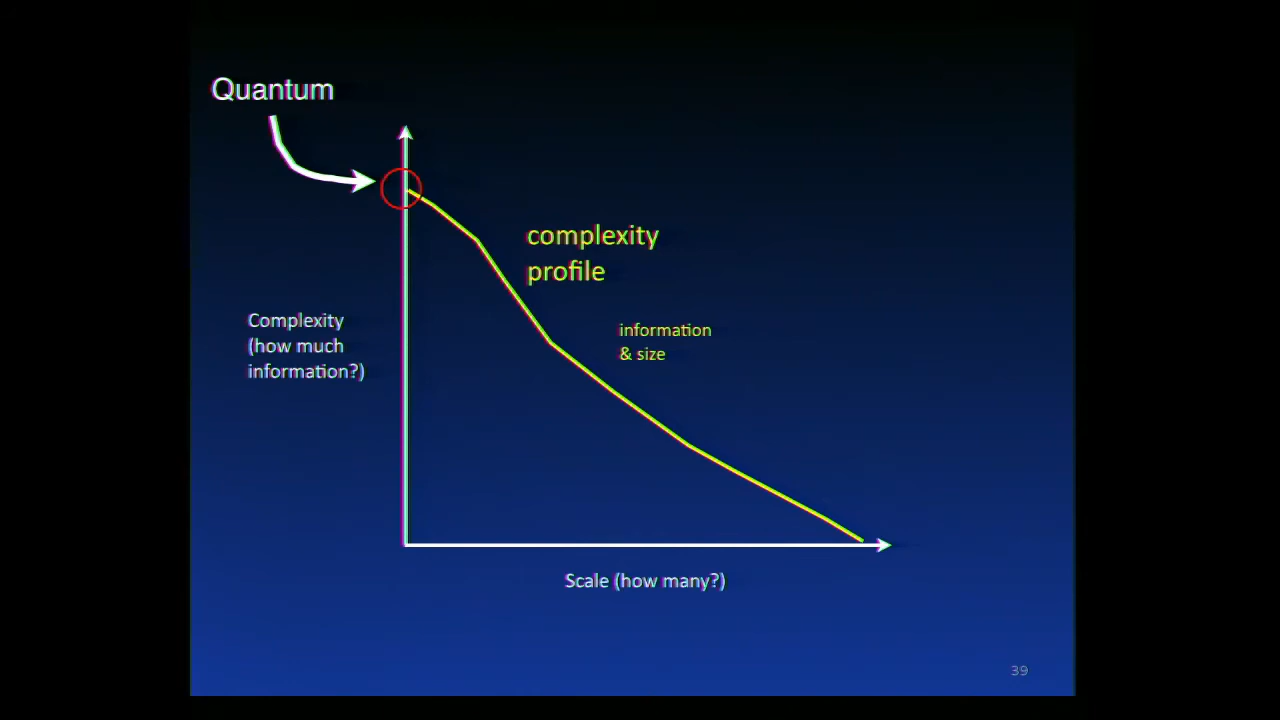 Quantum
complexity
profile
Complexity
(how much
information?)
information
& size
Scale (how many?)
39